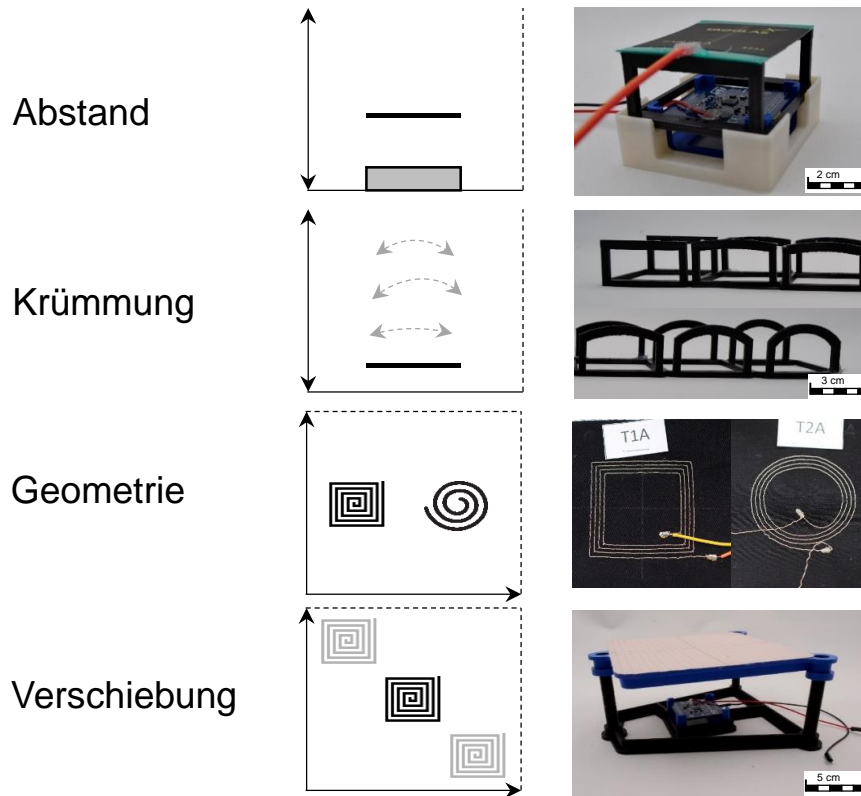 Abstand
2 cm
Krümmung
3 cm
Geometrie
T1A
T2A
Verschiebung
5 cm